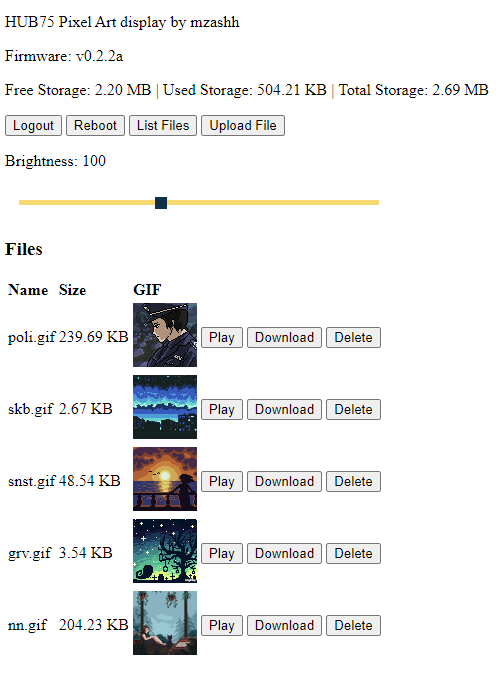 HUB75 Pixel Art display by mzashh
Firmware: v0.2.2a
Free Storage: 2.20 MB | Used Storage: 504.21 KB | Total Storage: 2.69 MB
Logout Reboot List Files Upload File
Brightness: 100
Files
Name Size GIF
poli.gif 239.69 KB Play Download Delete
skb.gif 2.67 KB Play Download Delete
snst.gif 48.54 KB Play Download Delete
grv.gif 3.54 KB Play Download Delete
nn.gif 204.23 KB Play Download Delete